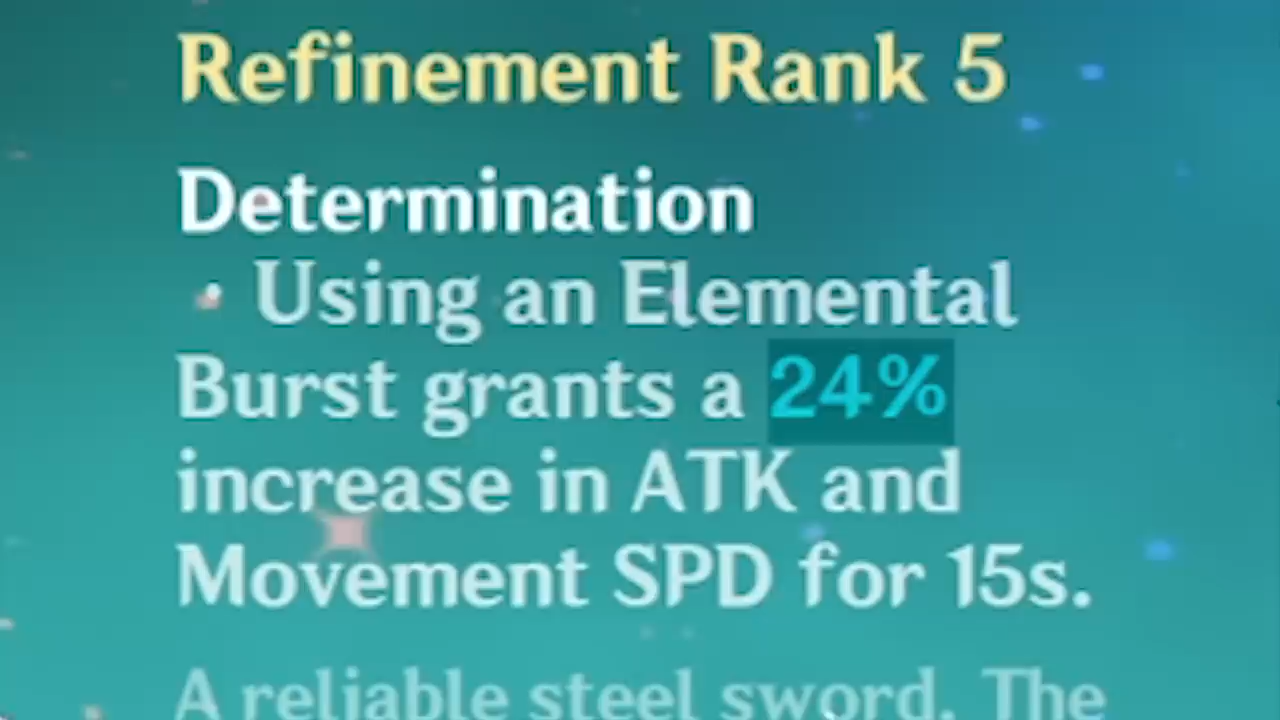 Refinement Rank 5
Determination
· Using an Elemental
Burst grants a 24%
increase in ATK and
Movement SPD for 15s.
A reliable steel sword. The